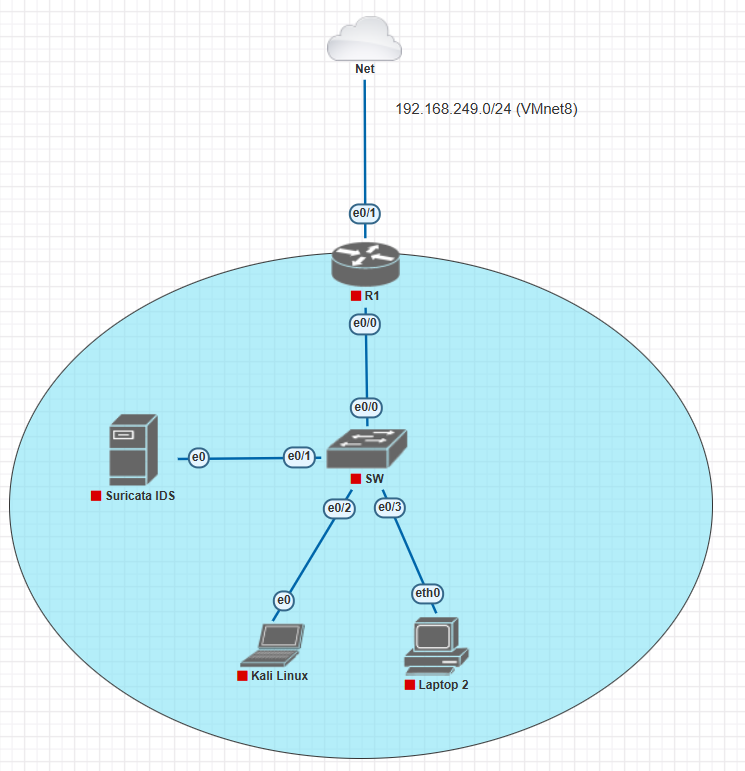 Net
192.168.249.0/24 (VMnet8)
e0/1
R1
e0/0
e0/0
e0
e0/1
SW
Suricata IDS
e0/2
e0/3
e0
eth0
Kali Linux
Laptop 2